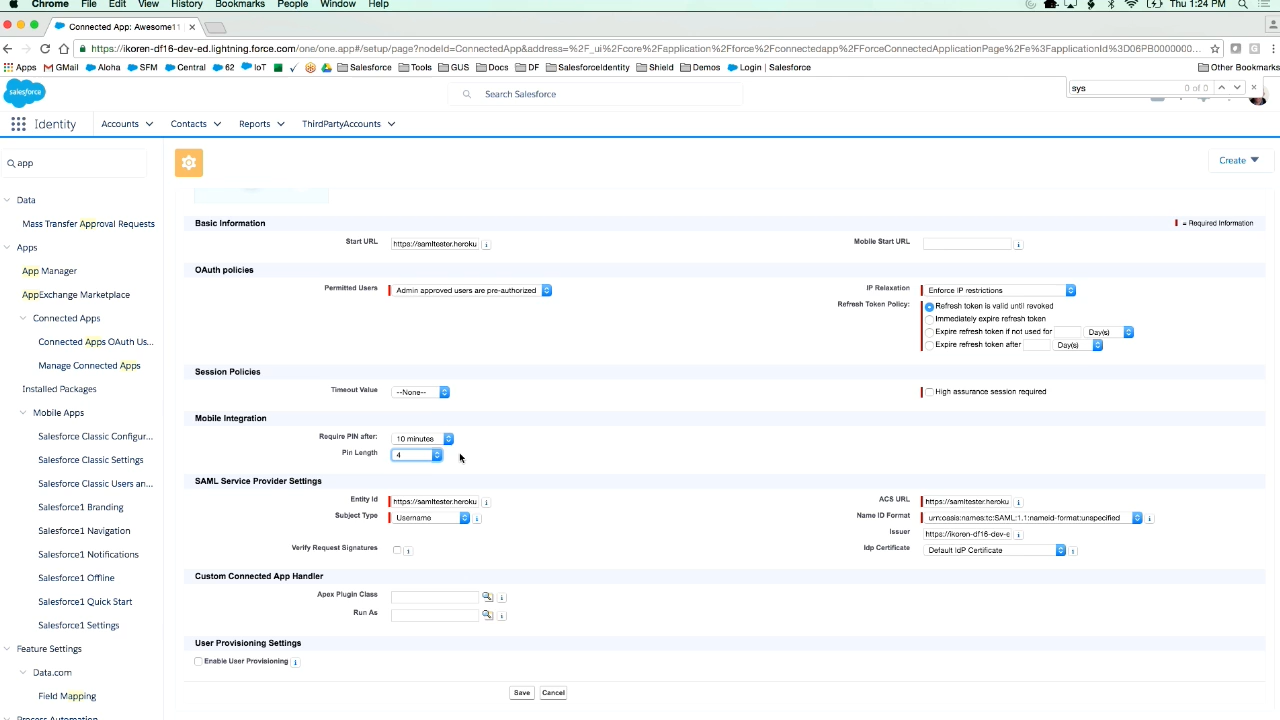 Chrome File Edit View History Bookmarks People Window Help Thu 1:24 PM
Connected App: Awesome11
https://ikoren-df16-dev-ed.lightning.force.com/one/one.app#/setup/page?nodeId=ConnectedApp&address=%2F_ui%2Fcore%2Fapplication%2Fforce%2Fconnectedapp%2FForceConnectedApplicationPage%2Fe%3FapplicationId%3D06PB0000000...
Apps GMail Aloha SFM Central 62 IoT Salesforce Tools GUS Docs DF SalesforceIdentity Shield Demos Login | Salesforce Other Bookmarks
sys 0 of 0
salesforce Search Salesforce
Identity Accounts Contacts Reports ThirdPartyAccounts
app
Create
Data
Mass Transfer Approval Requests
Apps
App Manager
AppExchange Marketplace
Connected Apps
Connected Apps OAuth Us...
Manage Connected Apps
Installed Packages
Mobile Apps
Salesforce Classic Configur...
Salesforce Classic Settings
Salesforce Classic Users an...
Salesforce1 Branding
Salesforce1 Navigation
Salesforce1 Notifications
Salesforce1 Offline
Salesforce1 Quick Start
Salesforce1 Settings
Feature Settings
Data.com
Field Mapping
Process Automation
Basic Information = Required Information
Start URL https://samltester.heroku Mobile Start URL
OAuth policies
Permitted Users Admin approved users are pre-authorized IP Relaxation Enforce IP restrictions
Refresh Token Policy: Refresh token is valid until revoked
Immediately expire refresh token
Expire refresh token if not used for Day(s)
Expire refresh token after Day(s)
Session Policies
Timeout Value --None-- High assurance session required
Mobile Integration
Require PIN after: 10 minutes
Pin Length 4
SAML Service Provider Settings
Entity Id https://samltester.heroku ACS URL https://samltester.heroku
Subject Type Username Name ID Format urn:oasis:names:tc:SAML:1.1:nameid-format:unspecified
Issuer https://ikoren-df16-dev-e
Verify Request Signatures Idp Certificate Default IdP Certificate
Custom Connected App Handler
Apex Plugin Class
Run As
User Provisioning Settings
Enable User Provisioning
Save Cancel